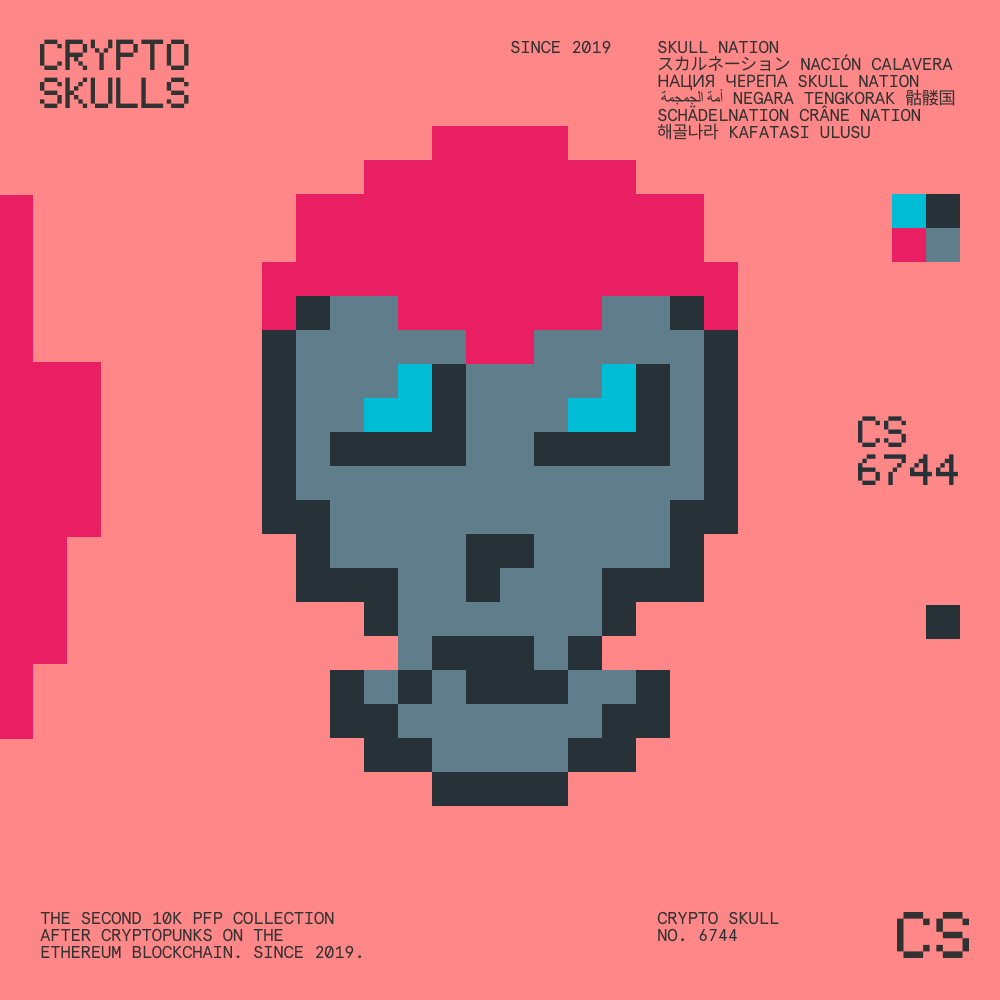 CRYPTO
SKULLS
SINCE 2019
SKULL NATION
スカルネーション NACIÓN CALAVERA
НАЦИЯ ЧЕРЕПА SKULL NATION
أمة الجمجمة NEGARA TENGKORAK 骷髅国
SCHÄDELNATION CRÂNE NATION
해골나라 KAFATASI ULUSU
CS
6744
THE SECOND 10K PFP COLLECTION
AFTER CRYPTOPUNKS ON THE
ETHEREUM BLOCKCHAIN. SINCE 2019.
CRYPTO SKULL
NO. 6744
CS